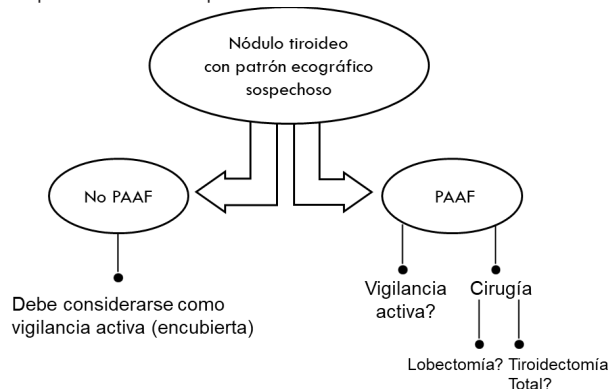 Nódulo tiroideo
con patrón ecográfico
sospechoso
No PAAF
PAAF
Debe considerarse como
vigilancia activa (encubierta)
Vigilancia
activa?
Cirugía
Lobectomía?
Tiroidectomía
Total?